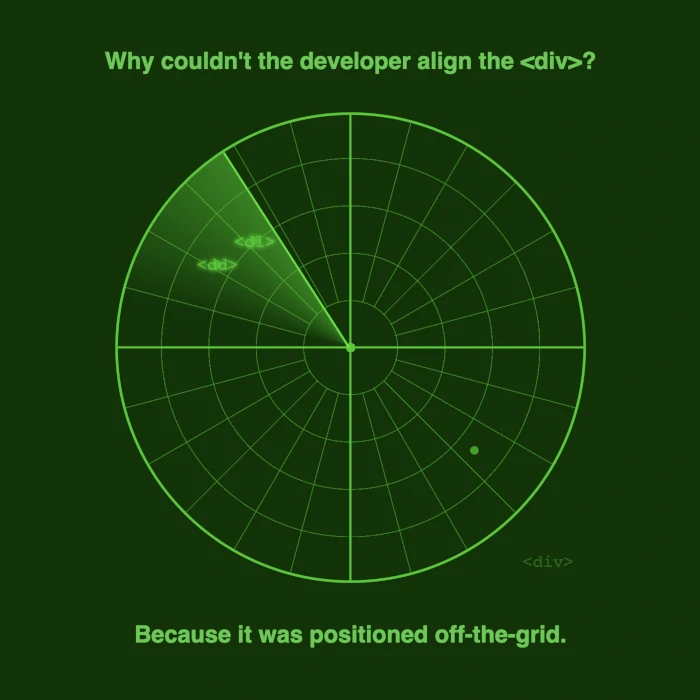 Why couldn't the developer align the <div>?
<dl>
<dd>
<div>
Because it was positioned off-the-grid.